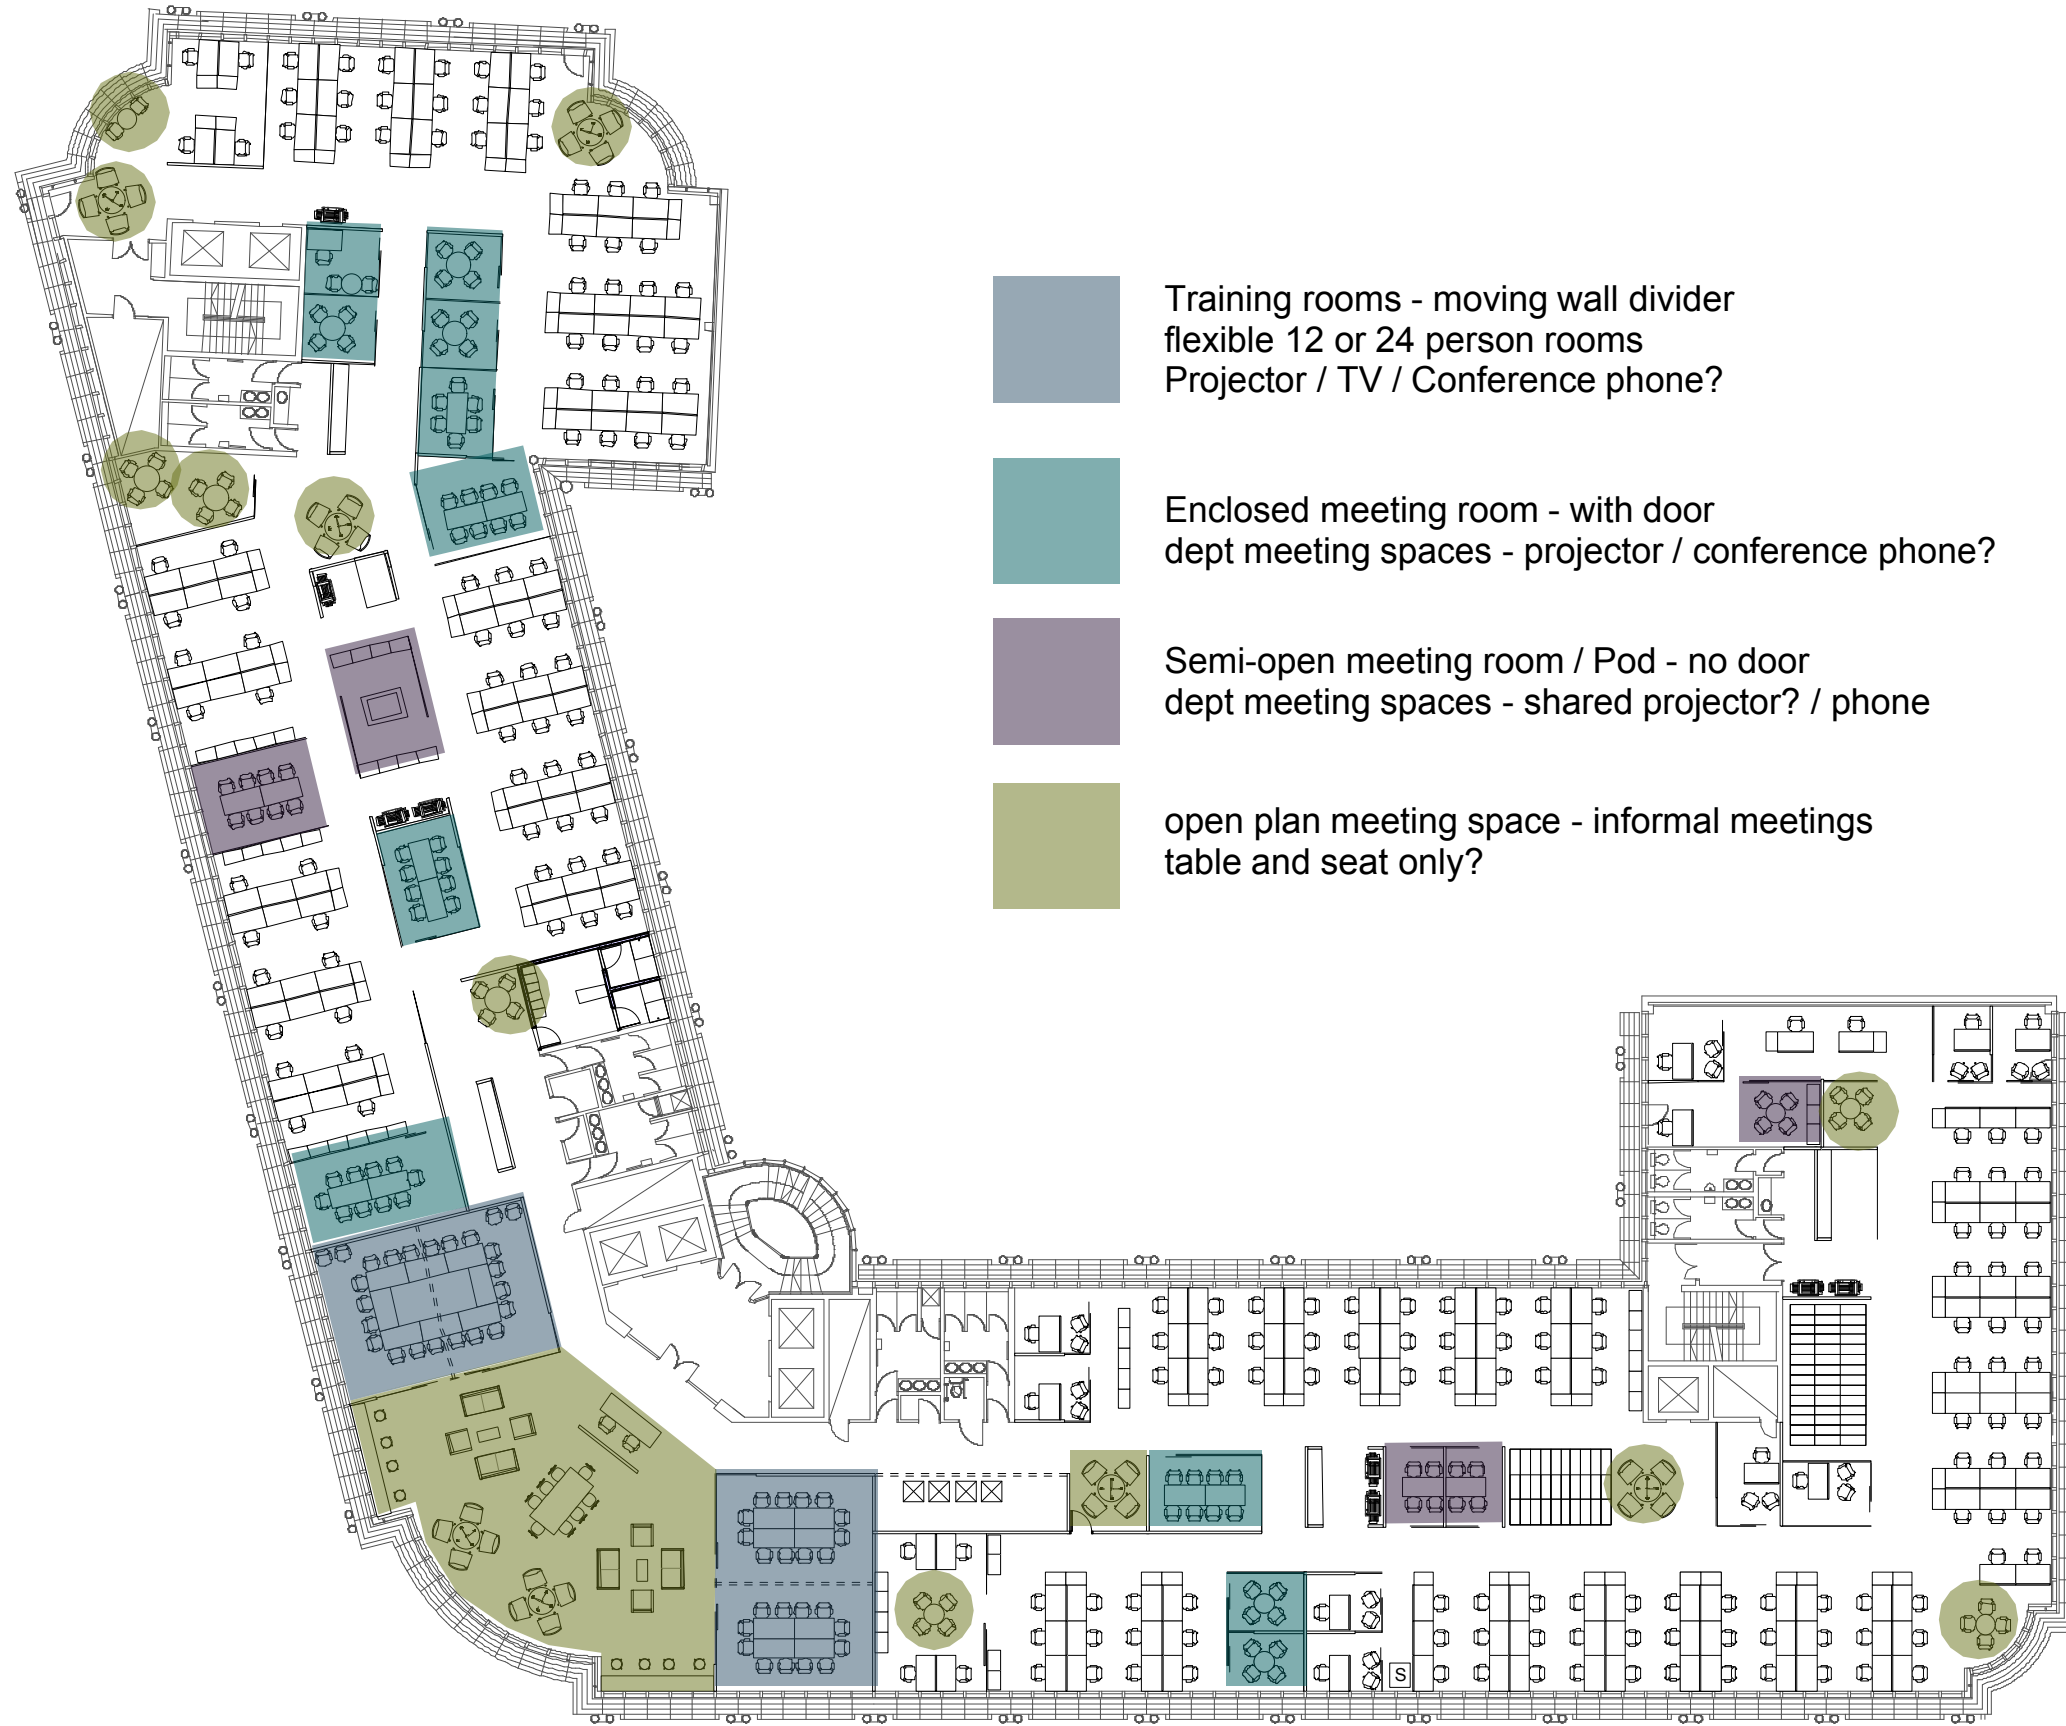 Training rooms - moving wall divider
flexible 12 or 24 person rooms
Projector / TV / Conference phone?
Enclosed meeting room - with door
dept meeting spaces - projector / conference phone?
Semi-open meeting room / Pod - no door
dept meeting spaces - shared projector? / phone
open plan meeting space - informal meetings
table and seat only?
S